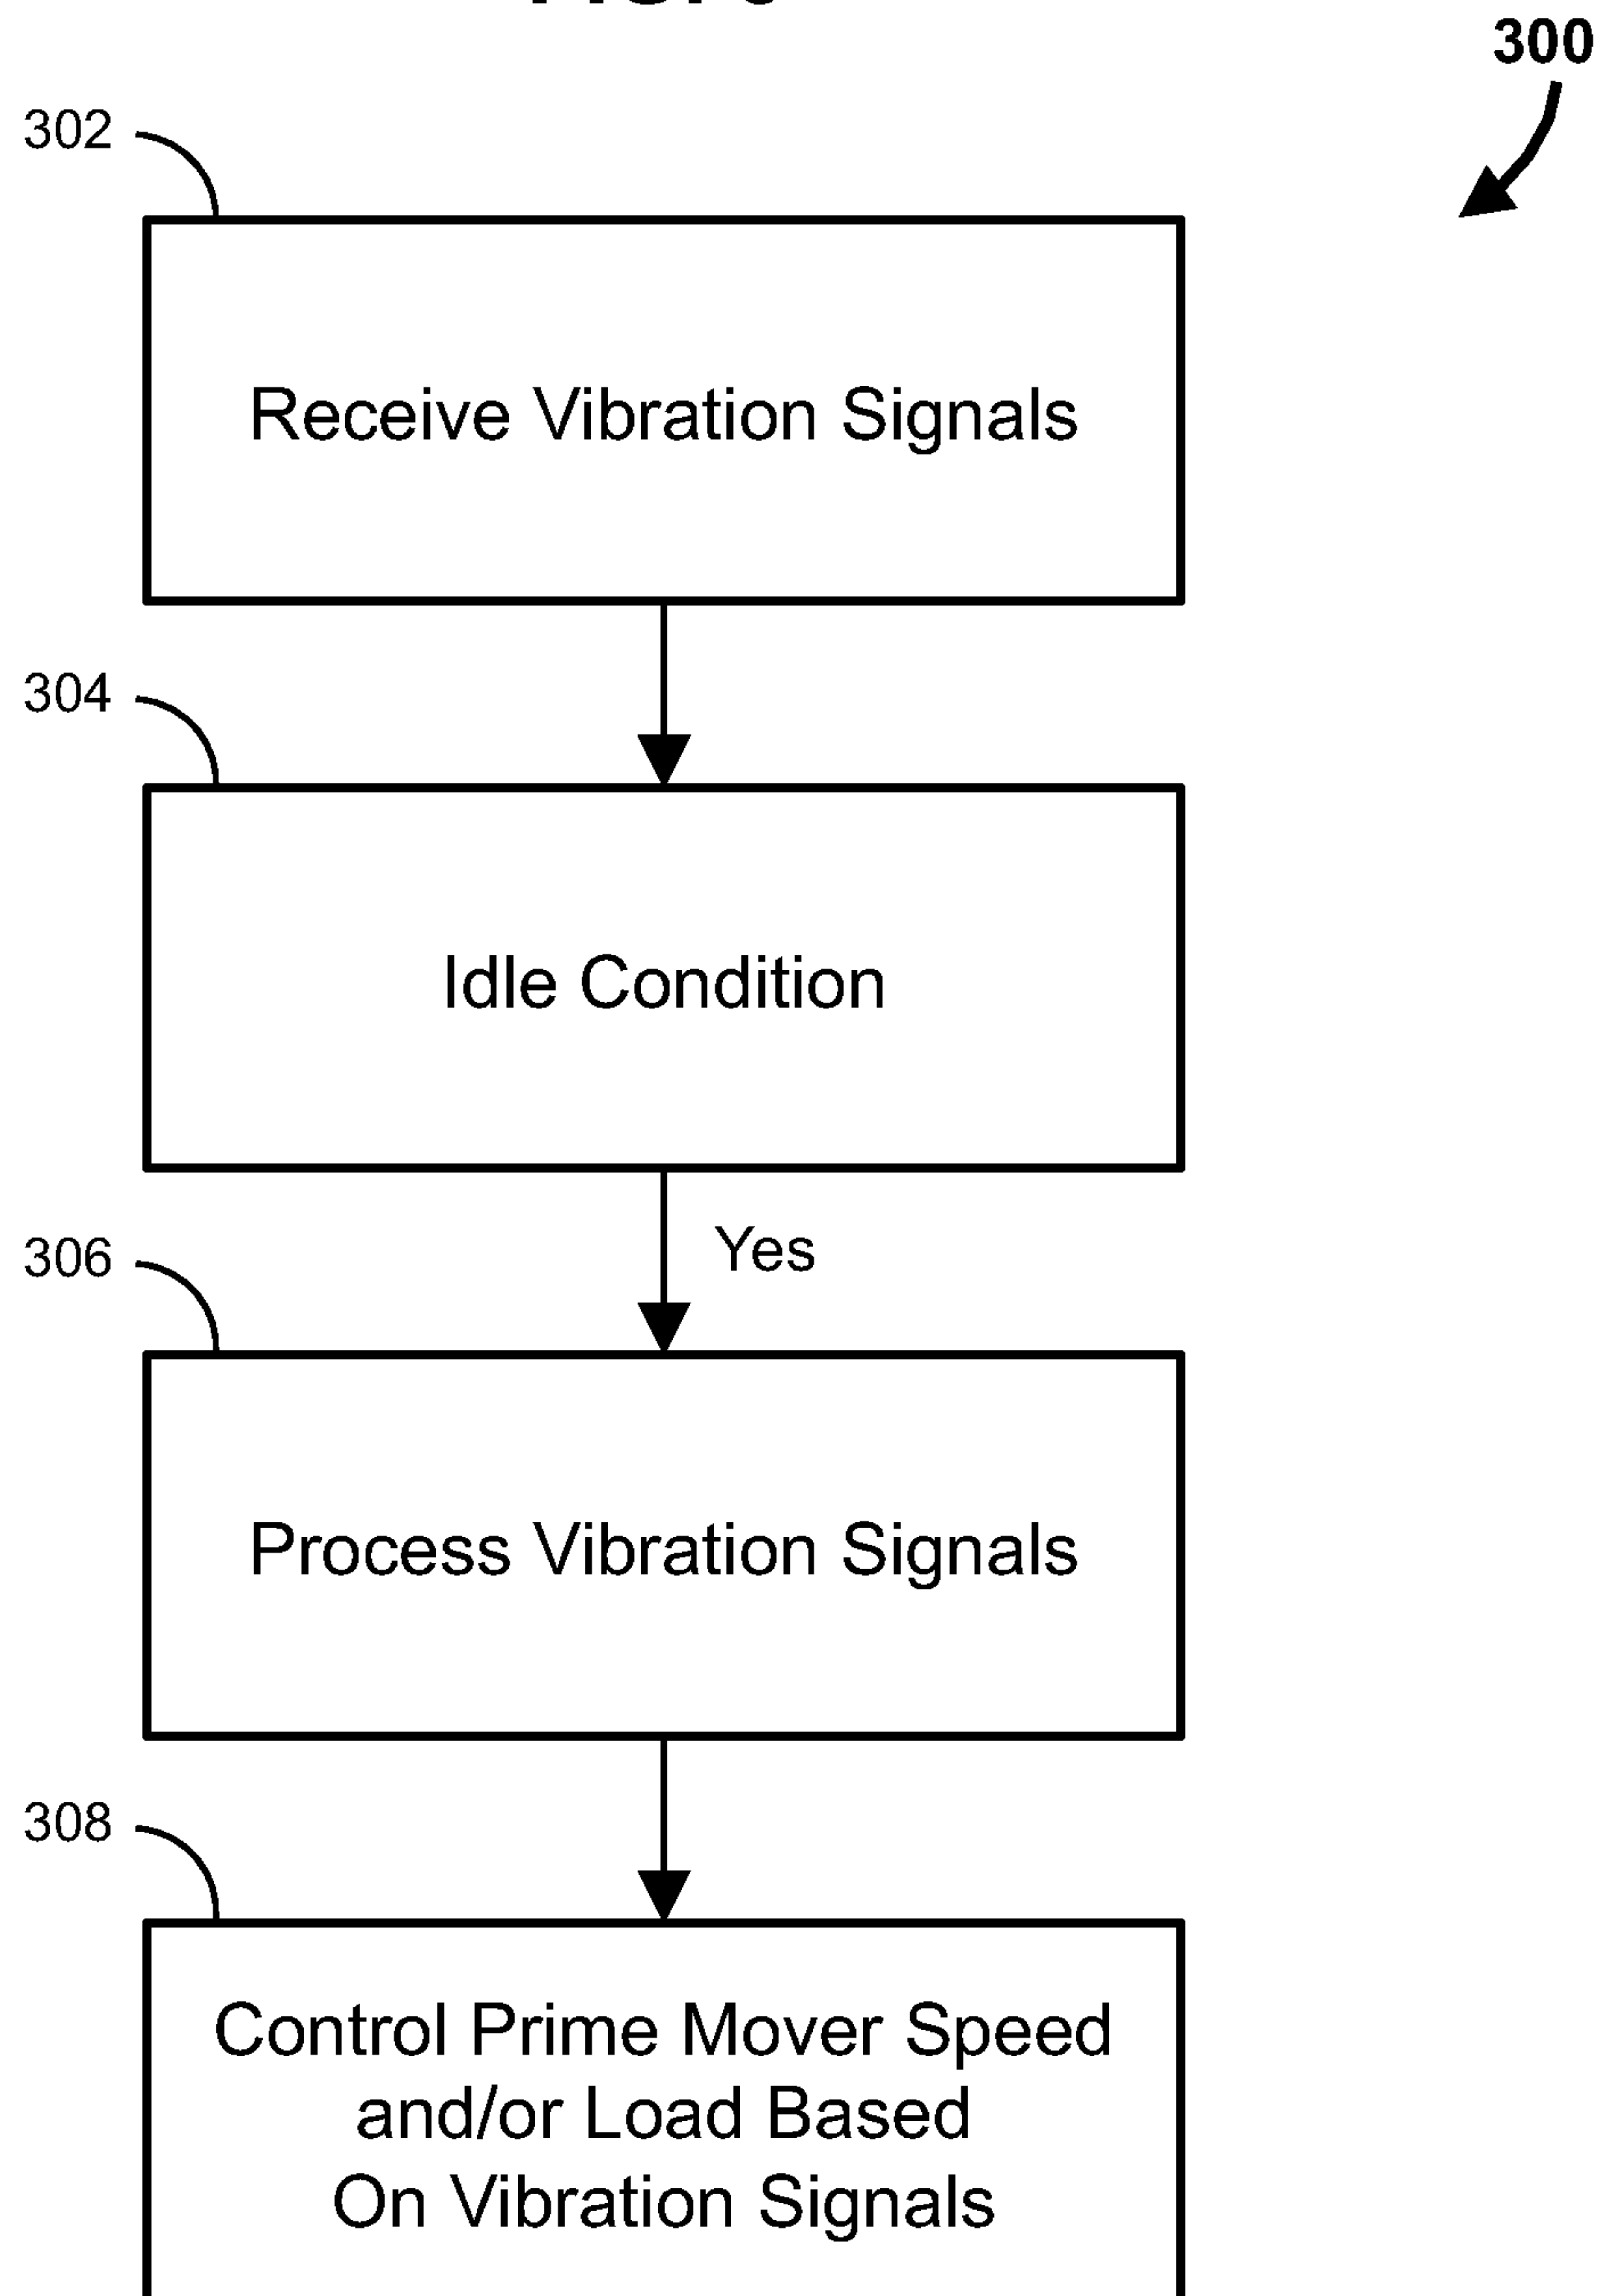 300
302
Receive Vibration Signals
304
Idle Condition
Yes
306
Process Vibration Signals
308
Control Prime Mover Speed
and/or Load Based
On Vibration Signals